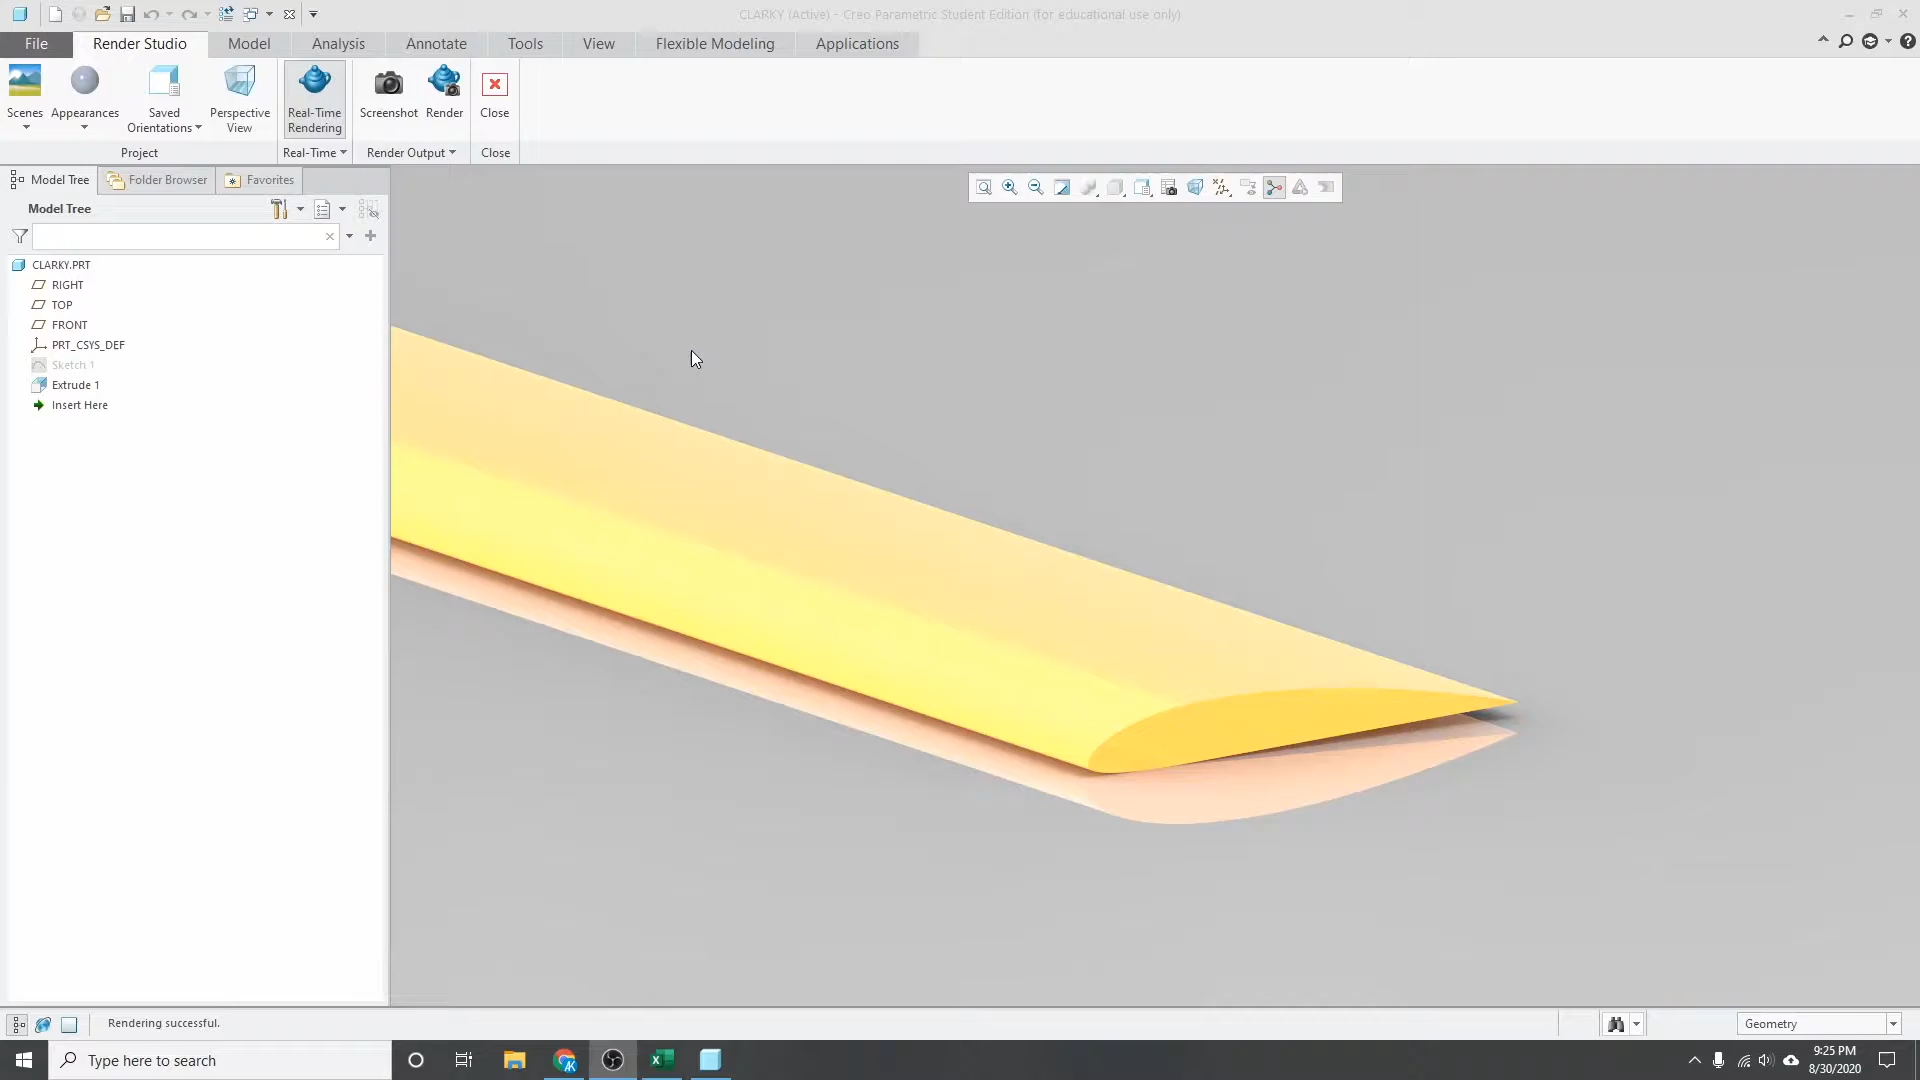 CLARKY (Active) - Creo Parametric Student Edition (for educational use only)
File
Render Studio
Model
Analysis
Annotate
Tools
View
Flexible Modeling
Applications
Scenes
Appearances
Saved
Orientations
Perspective
View
Real-Time
Rendering
Screenshot
Render
Close
Project
Real-Time
Render Output
Close
Model Tree
Folder Browser
Favorites
Model Tree
CLARKY.PRT
RIGHT
TOP
FRONT
PRT_CSYS_DEF
Sketch 1
Extrude 1
Insert Here
Rendering successful.
Geometry
Type here to search
9:25 PM
8/30/2020